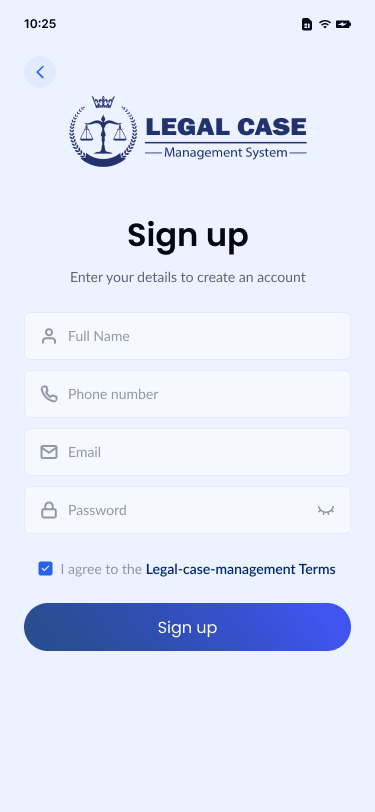 10:25
LEGAL CASE
Management System
Sign up
Enter your details to create an account
Full Name
Phone number
Email
Password
I agree to the Legal-case-management Terms
Sign up